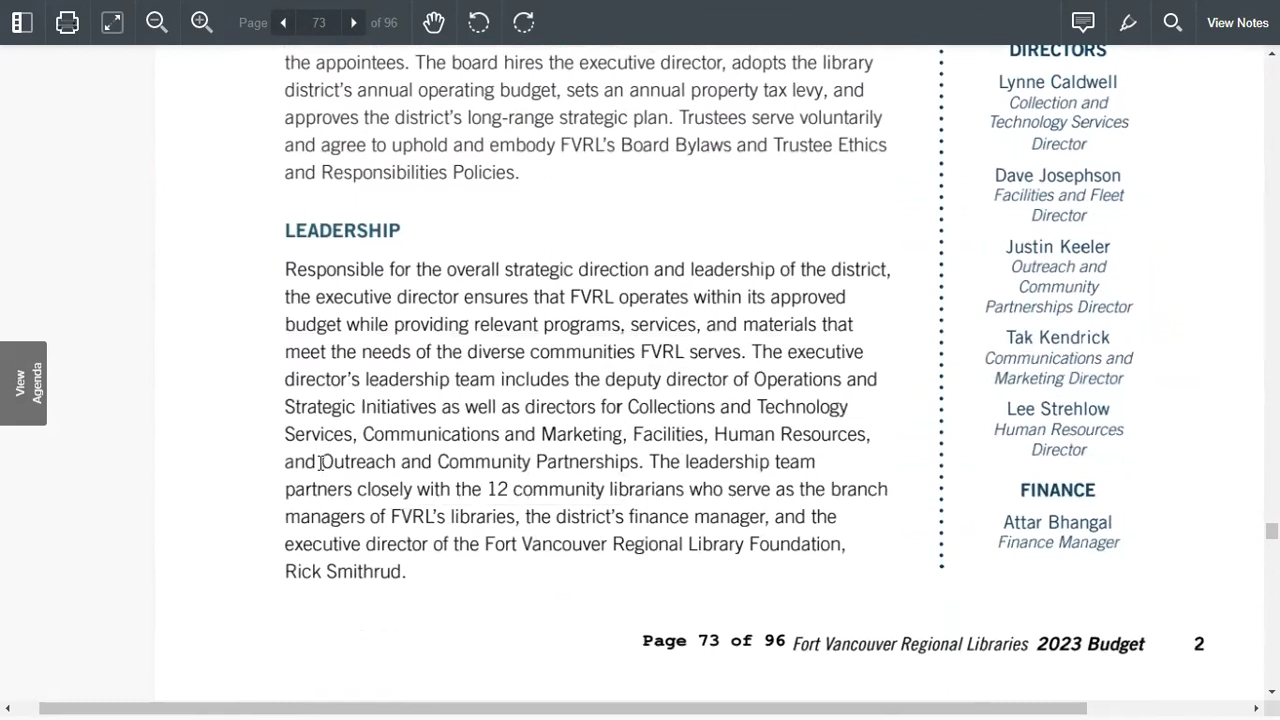 Page 73 of 96
View Notes
the appointees. The board hires the executive director, adopts the library
district's annual operating budget, sets an annual property tax levy, and
approves the district's long-range strategic plan. Trustees serve voluntarily
and agree to uphold and embody FVRL's Board Bylaws and Trustee Ethics
and Responsibilities Policies.
LEADERSHIP
Responsible for the overall strategic direction and leadership of the district,
the executive director ensures that FVRL operates within its approved
budget while providing relevant programs, services, and materials that
meet the needs of the diverse communities FVRL serves. The executive
director's leadership team includes the deputy director of Operations and
Strategic Initiatives as well as directors for Collections and Technology
Services, Communications and Marketing, Facilities, Human Resources,
and Outreach and Community Partnerships. The leadership team
partners closely with the 12 community librarians who serve as the branch
managers of FVRL's libraries, the district's finance manager, and the
executive director of the Fort Vancouver Regional Library Foundation,
Rick Smithrud.
DIRECTORS
Lynne Caldwell
Collection and
Technology Services
Director
Dave Josephson
Facilities and Fleet
Director
Justin Keeler
Outreach and
Community
Partnerships Director
Tak Kendrick
Communications and
Marketing Director
Lee Strehlow
Human Resources
Director
FINANCE
Attar Bhangal
Finance Manager
View
Agenda
Page 73 of 96 Fort Vancouver Regional Libraries 2023 Budget 2